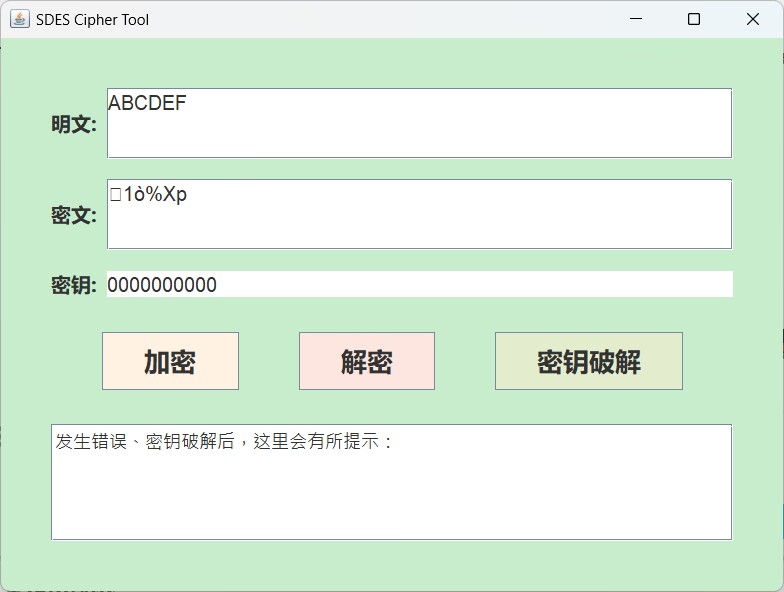 SDES Cipher Tool
明文:
ABCDEF
密文:
□1ò%Xp
密钥:
0000000000
加密
解密
密钥破解
发生错误、密钥破解后，这里会有所提示：